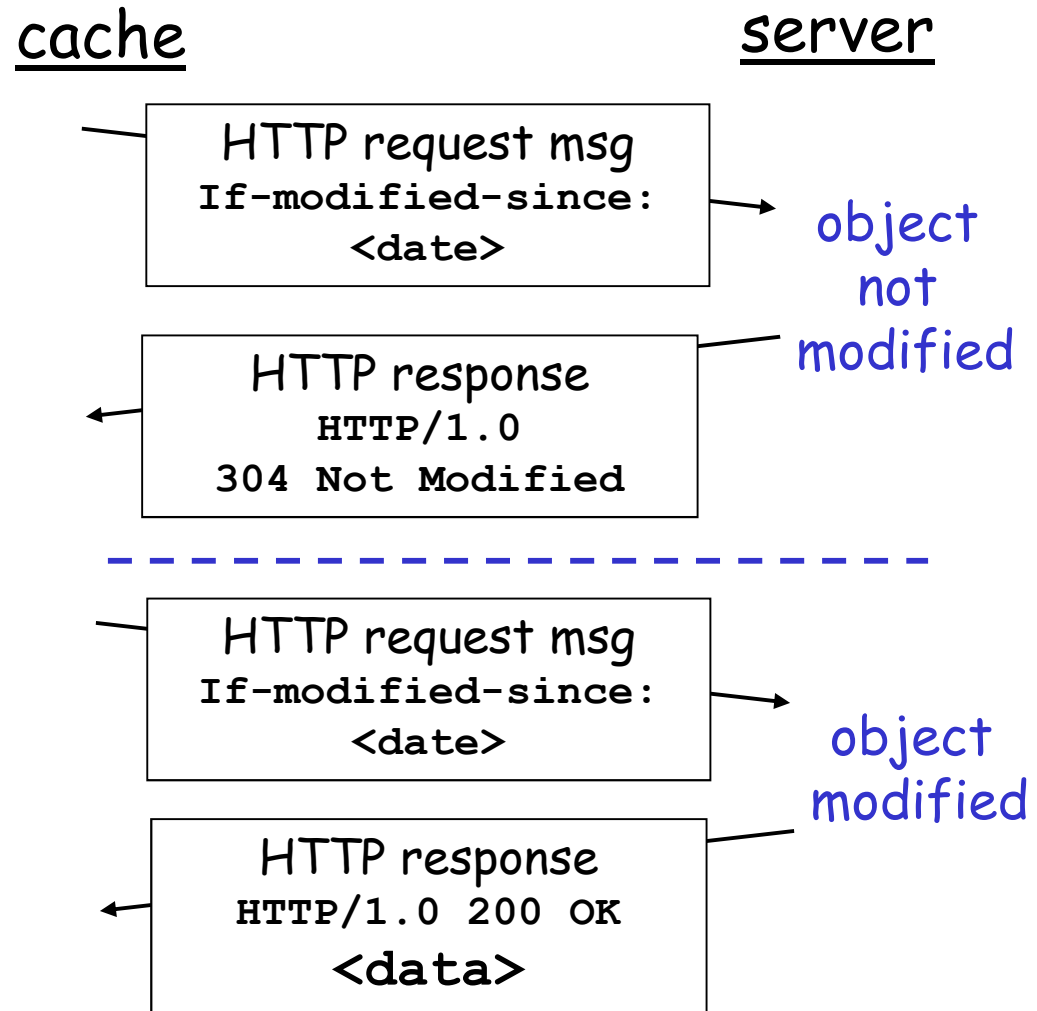 cache
server
HTTP request msg
If-modified-since:
<date>
object
not
modified
HTTP response
HTTP/1.0
304 Not Modified
HTTP request msg
If-modified-since:
<date>
object
modified
HTTP response
HTTP/1.0 200 OK
<data>